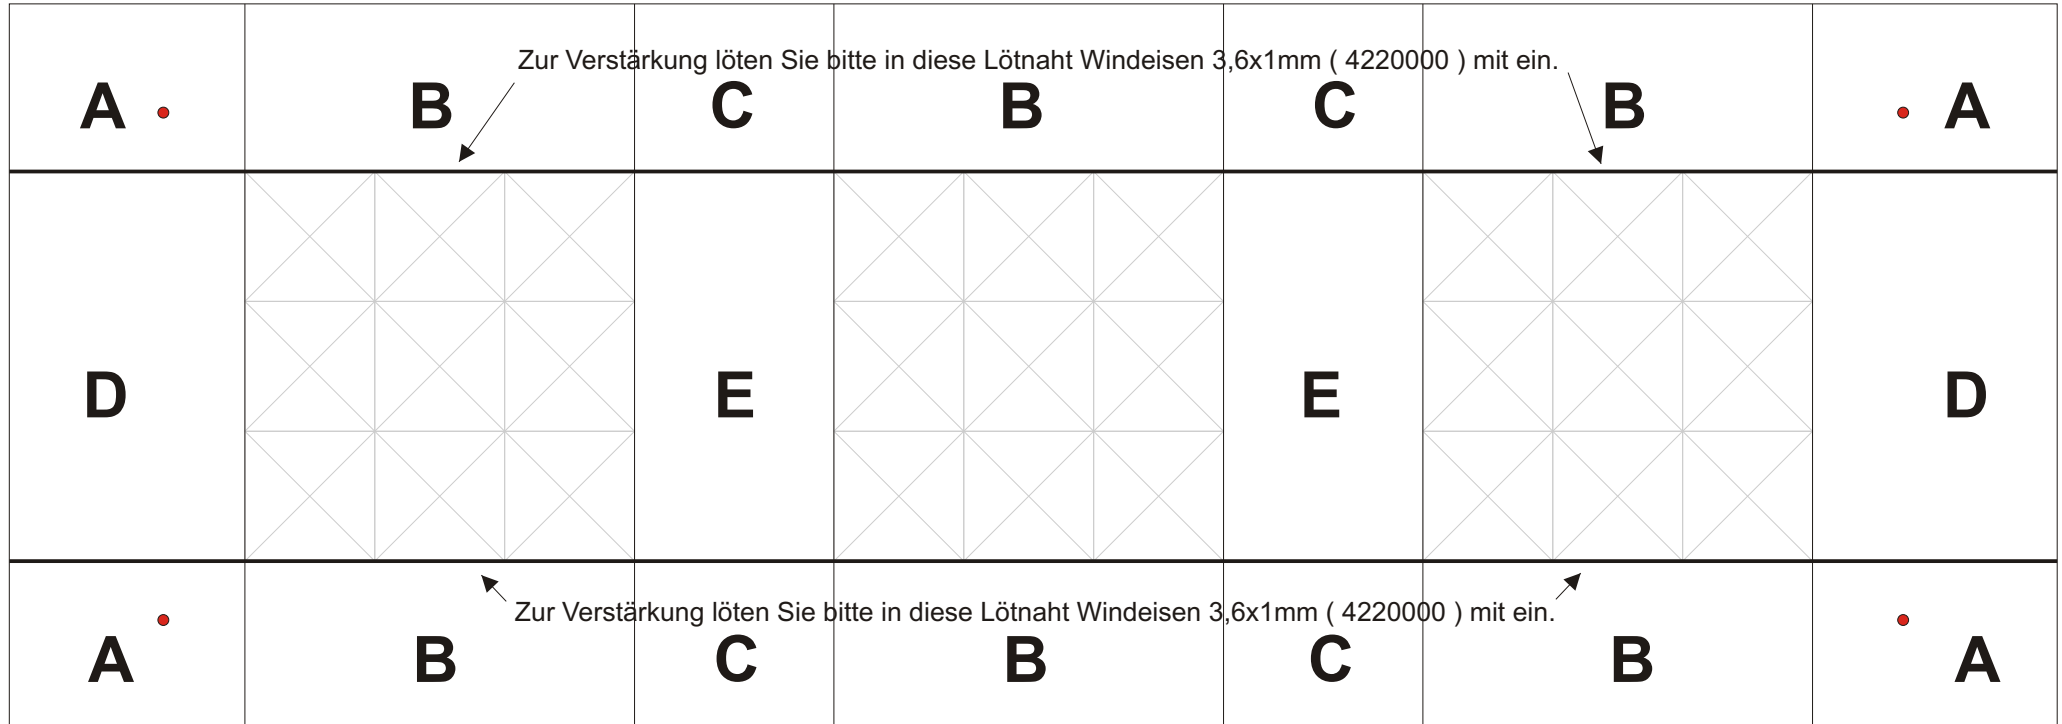 Zur Verstärkung löten Sie bitte in diese Lötnaht Windeisen 3,6x1mm ( 4220000 ) mit ein.
A B C B C B A
D E E D
Zur Verstärkung löten Sie bitte in diese Lötnaht Windeisen 3,6x1mm ( 4220000 ) mit ein.
A B C B C B A